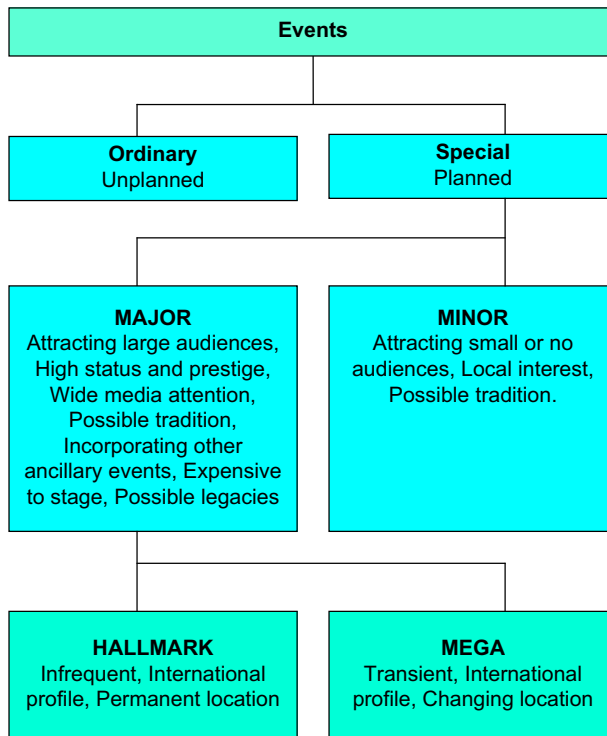 Events
Ordinary
Unplanned
Special
Planned
MAJOR
Attracting large audiences,
High status and prestige,
Wide media attention,
Possible tradition,
Incorporating other
ancillary events, Expensive
to stage, Possible legacies
MINOR
Attracting small or no
audiences, Local interest,
Possible tradition.
HALLMARK
Infrequent, International
profile, Permanent location
MEGA
Transient, International
profile, Changing location